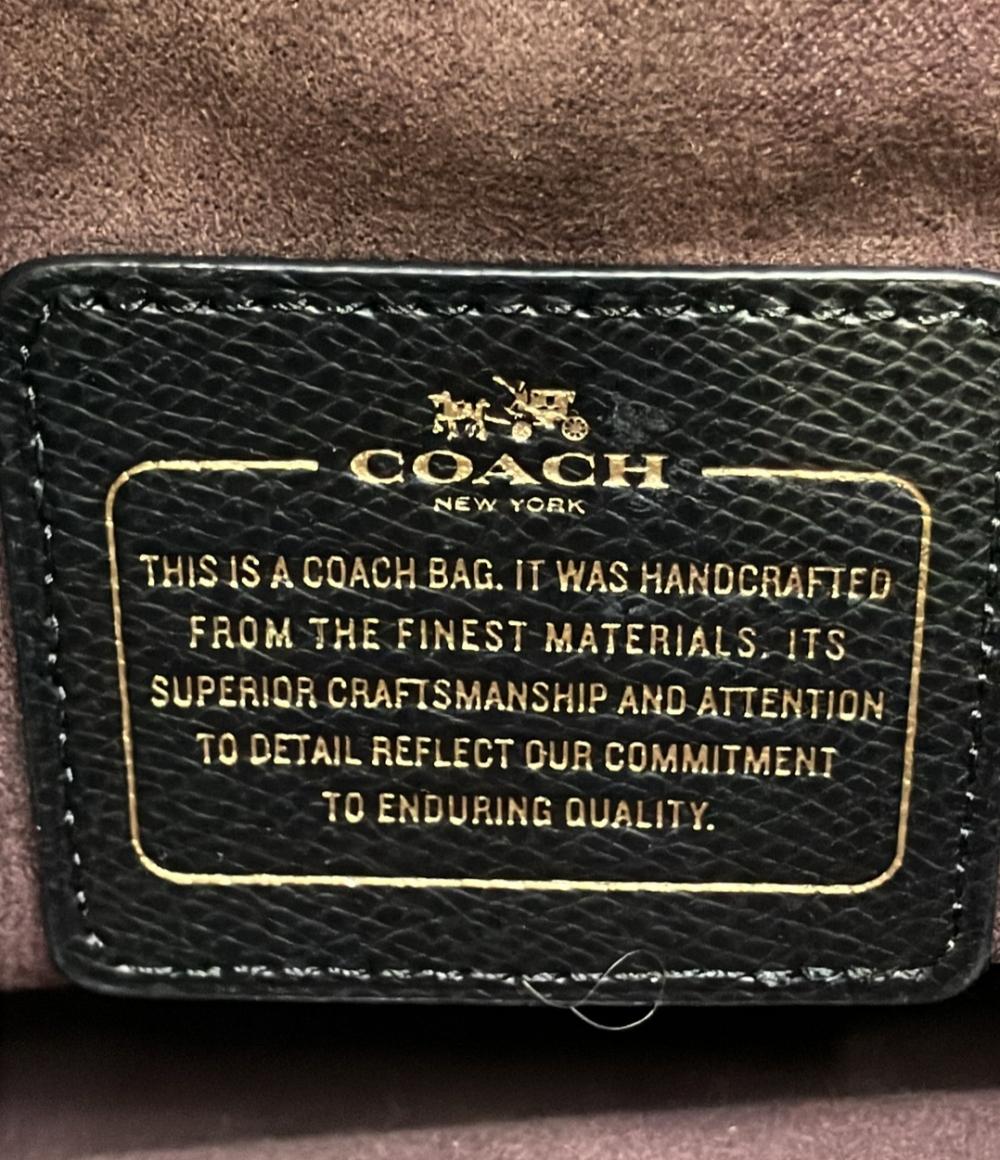 COACH
NEW YORK
THIS IS A COACH BAG. IT WAS HANDCRAFTED
FROM THE FINEST MATERIALS. ITS
SUPERIOR CRAFTSMANSHIP AND ATTENTION
TO DETAIL REFLECT OUR COMMITMENT
TO ENDURING QUALITY.